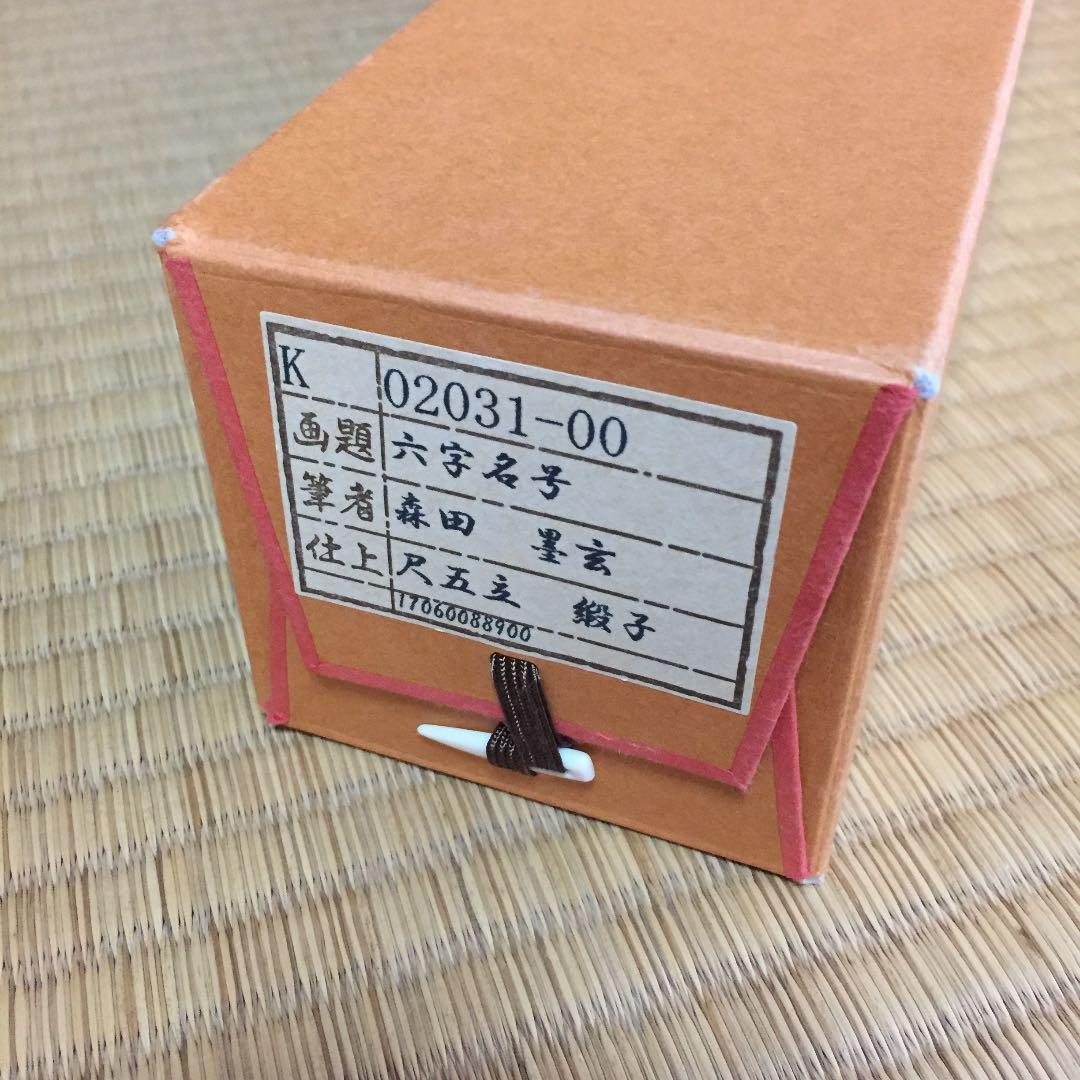 K 02031-00
画題 六字名号
筆者 森田 墨玄
仕上 尺五立 緞子
17060088900